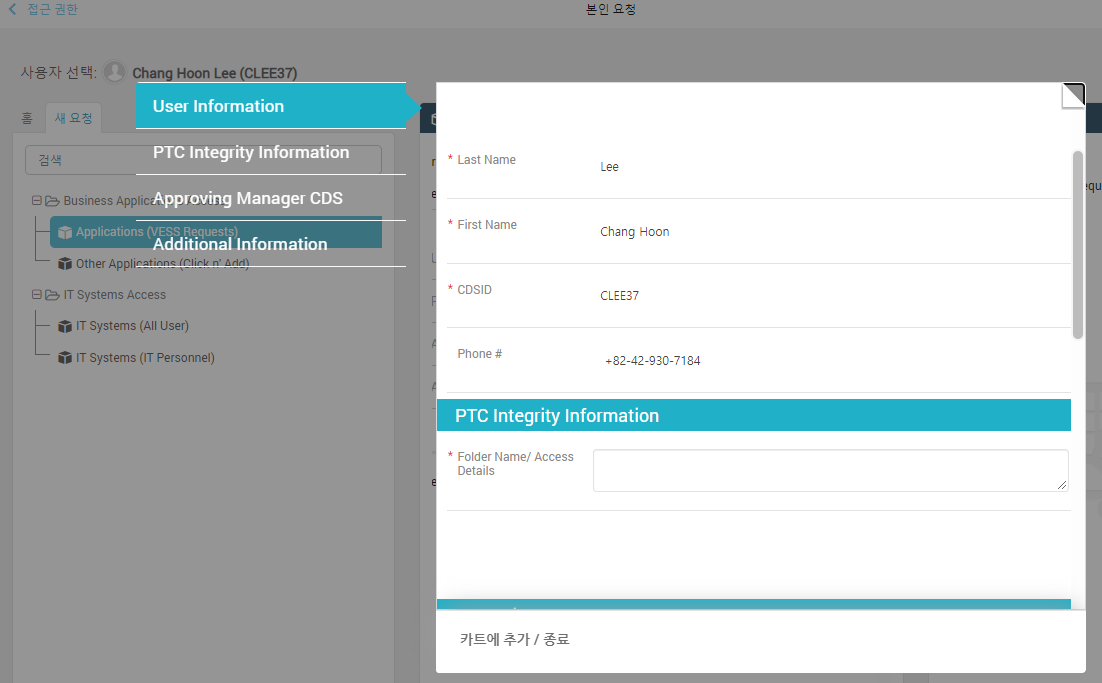 접근 권한
본인 요청
사용자 선택: Chang Hoon Lee (CLEE37)
홈
새 요청
검색
Business Applica
Applications (VESS Requests)
Other Applications (Click n' Add)
IT Systems Access
IT Systems (All User)
IT Systems (IT Personnel)
User Information
PTC Integrity Information
Approving Manager CDS
Additional Information
* Last Name
Lee
* First Name
Chang Hoon
* CDSID
CLEE37
Phone #
+82-42-930-7184
PTC Integrity Information
* Folder Name/ Access
Details
카트에 추가 / 종료